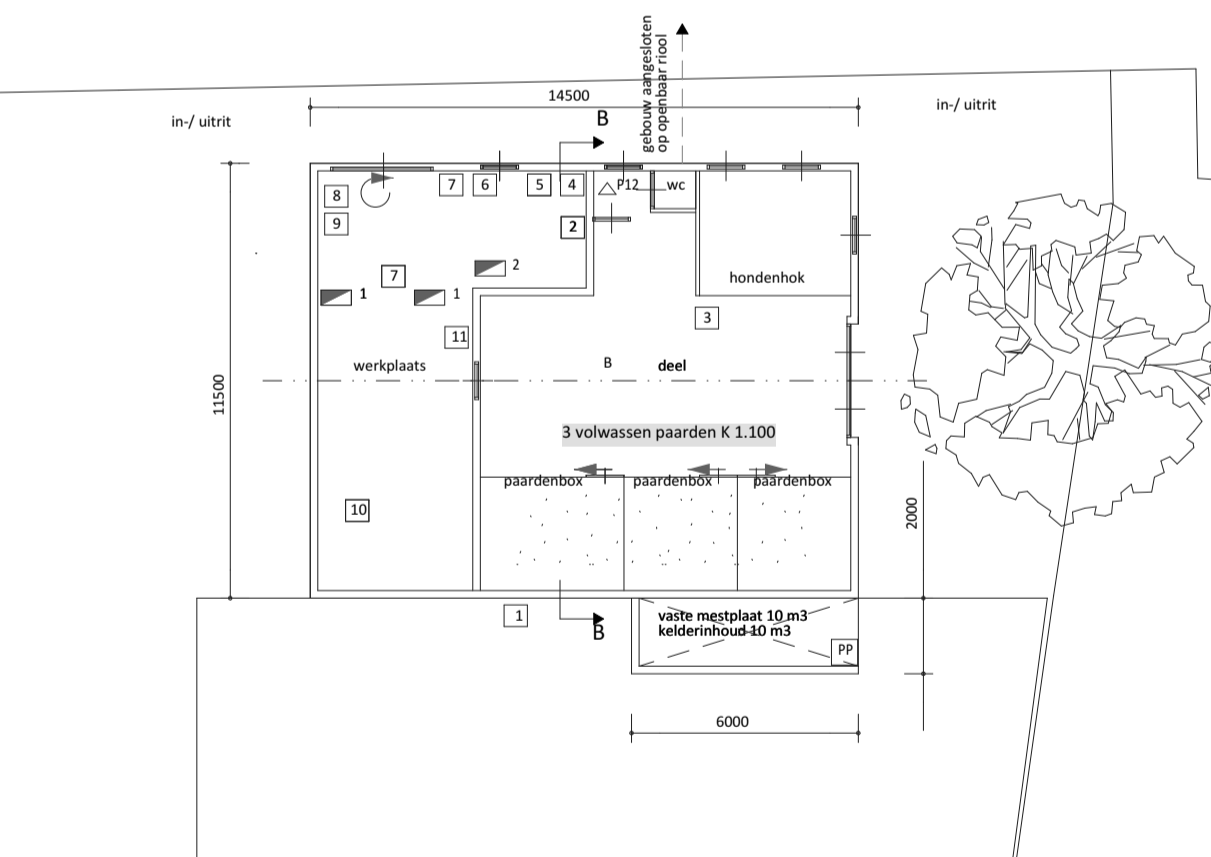 gebouw aangesloten
op openbaar riool
14500
in-/ uitrit
in-/ uitrit
B
8
7
6
5
4
P12
wc
9
2
7
2
hondenhok
1
1
3
11
werkplaats
B
deel
11500
3 volwassen paarden K 1.100
paardenbox
paardenbox
paardenbox
10
2000
1
B
vaste mestplaat 10 m3
kelderinhoud 10 m3
PP
6000